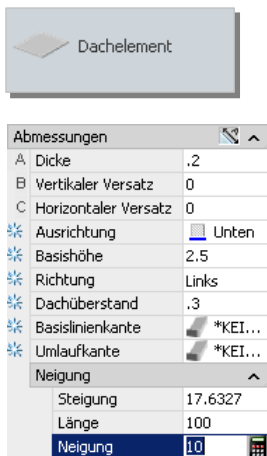 Dachelement
Abmessungen
A Dicke .2
B Vertikaler Versatz 0
C Horizontaler Versatz 0
Ausrichtung Unten
Basishöhe 2.5
Richtung Links
Dachüberstand .3
Basislinienkante *KEI...
Umlaufkante *KEI...
Neigung
Steigung 17.6327
Länge 100
Neigung 10